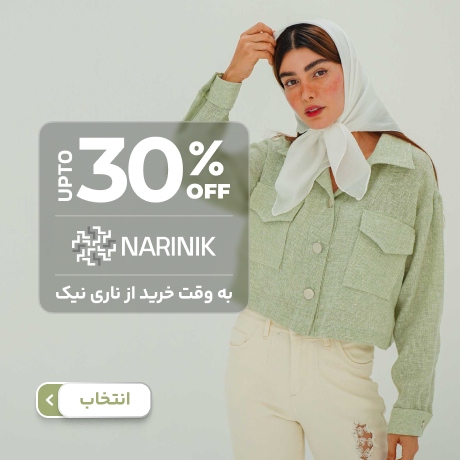 UPTO 30% OFF
NARINIK
به وقت خرید از ناری نیک
انتخاب